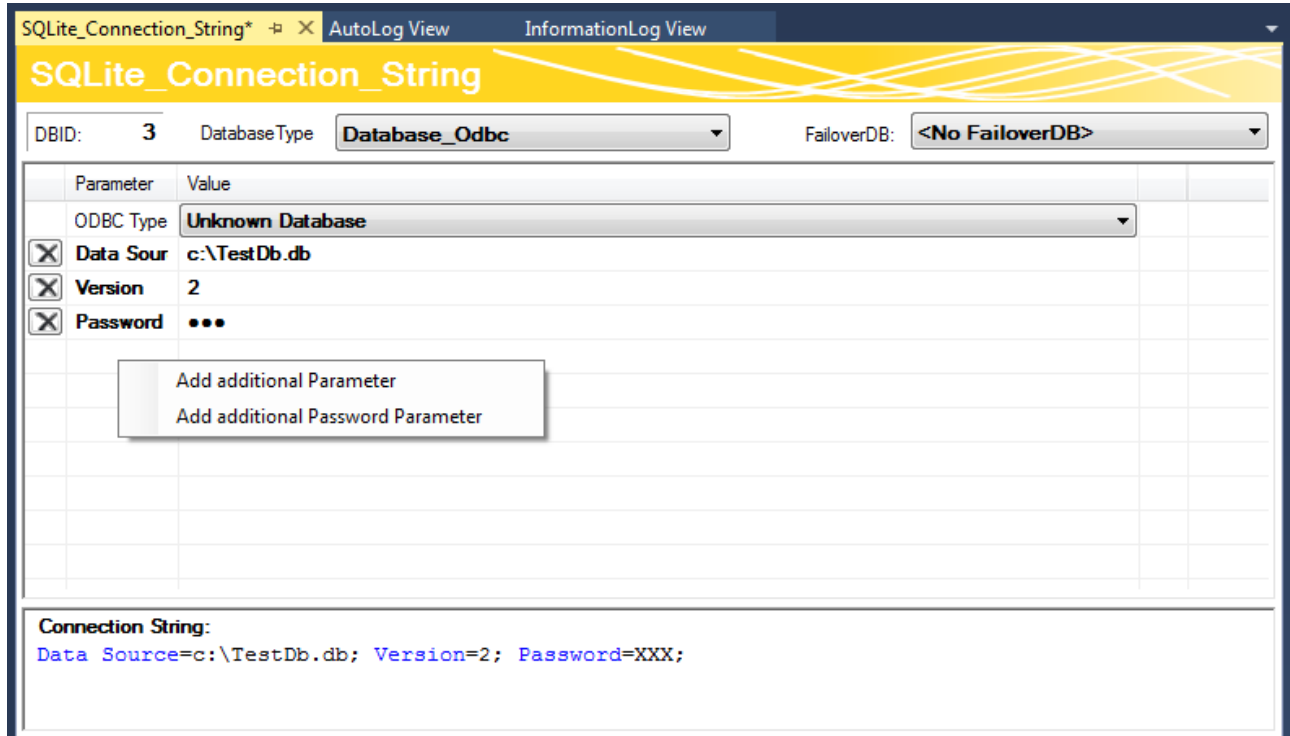 SQLite_Connection_String* AutoLog View InformationLog View
SQLite_Connection_String
DBID: 3 DatabaseType Database_Odbc FailoverDB: <No FailoverDB>
Parameter Value
ODBC Type Unknown Database
Data Sour c:\TestDb.db
Version 2
Password •••
Add additional Parameter
Add additional Password Parameter
Connection String:
Data Source=c:\TestDb.db; Version=2; Password=XXX;